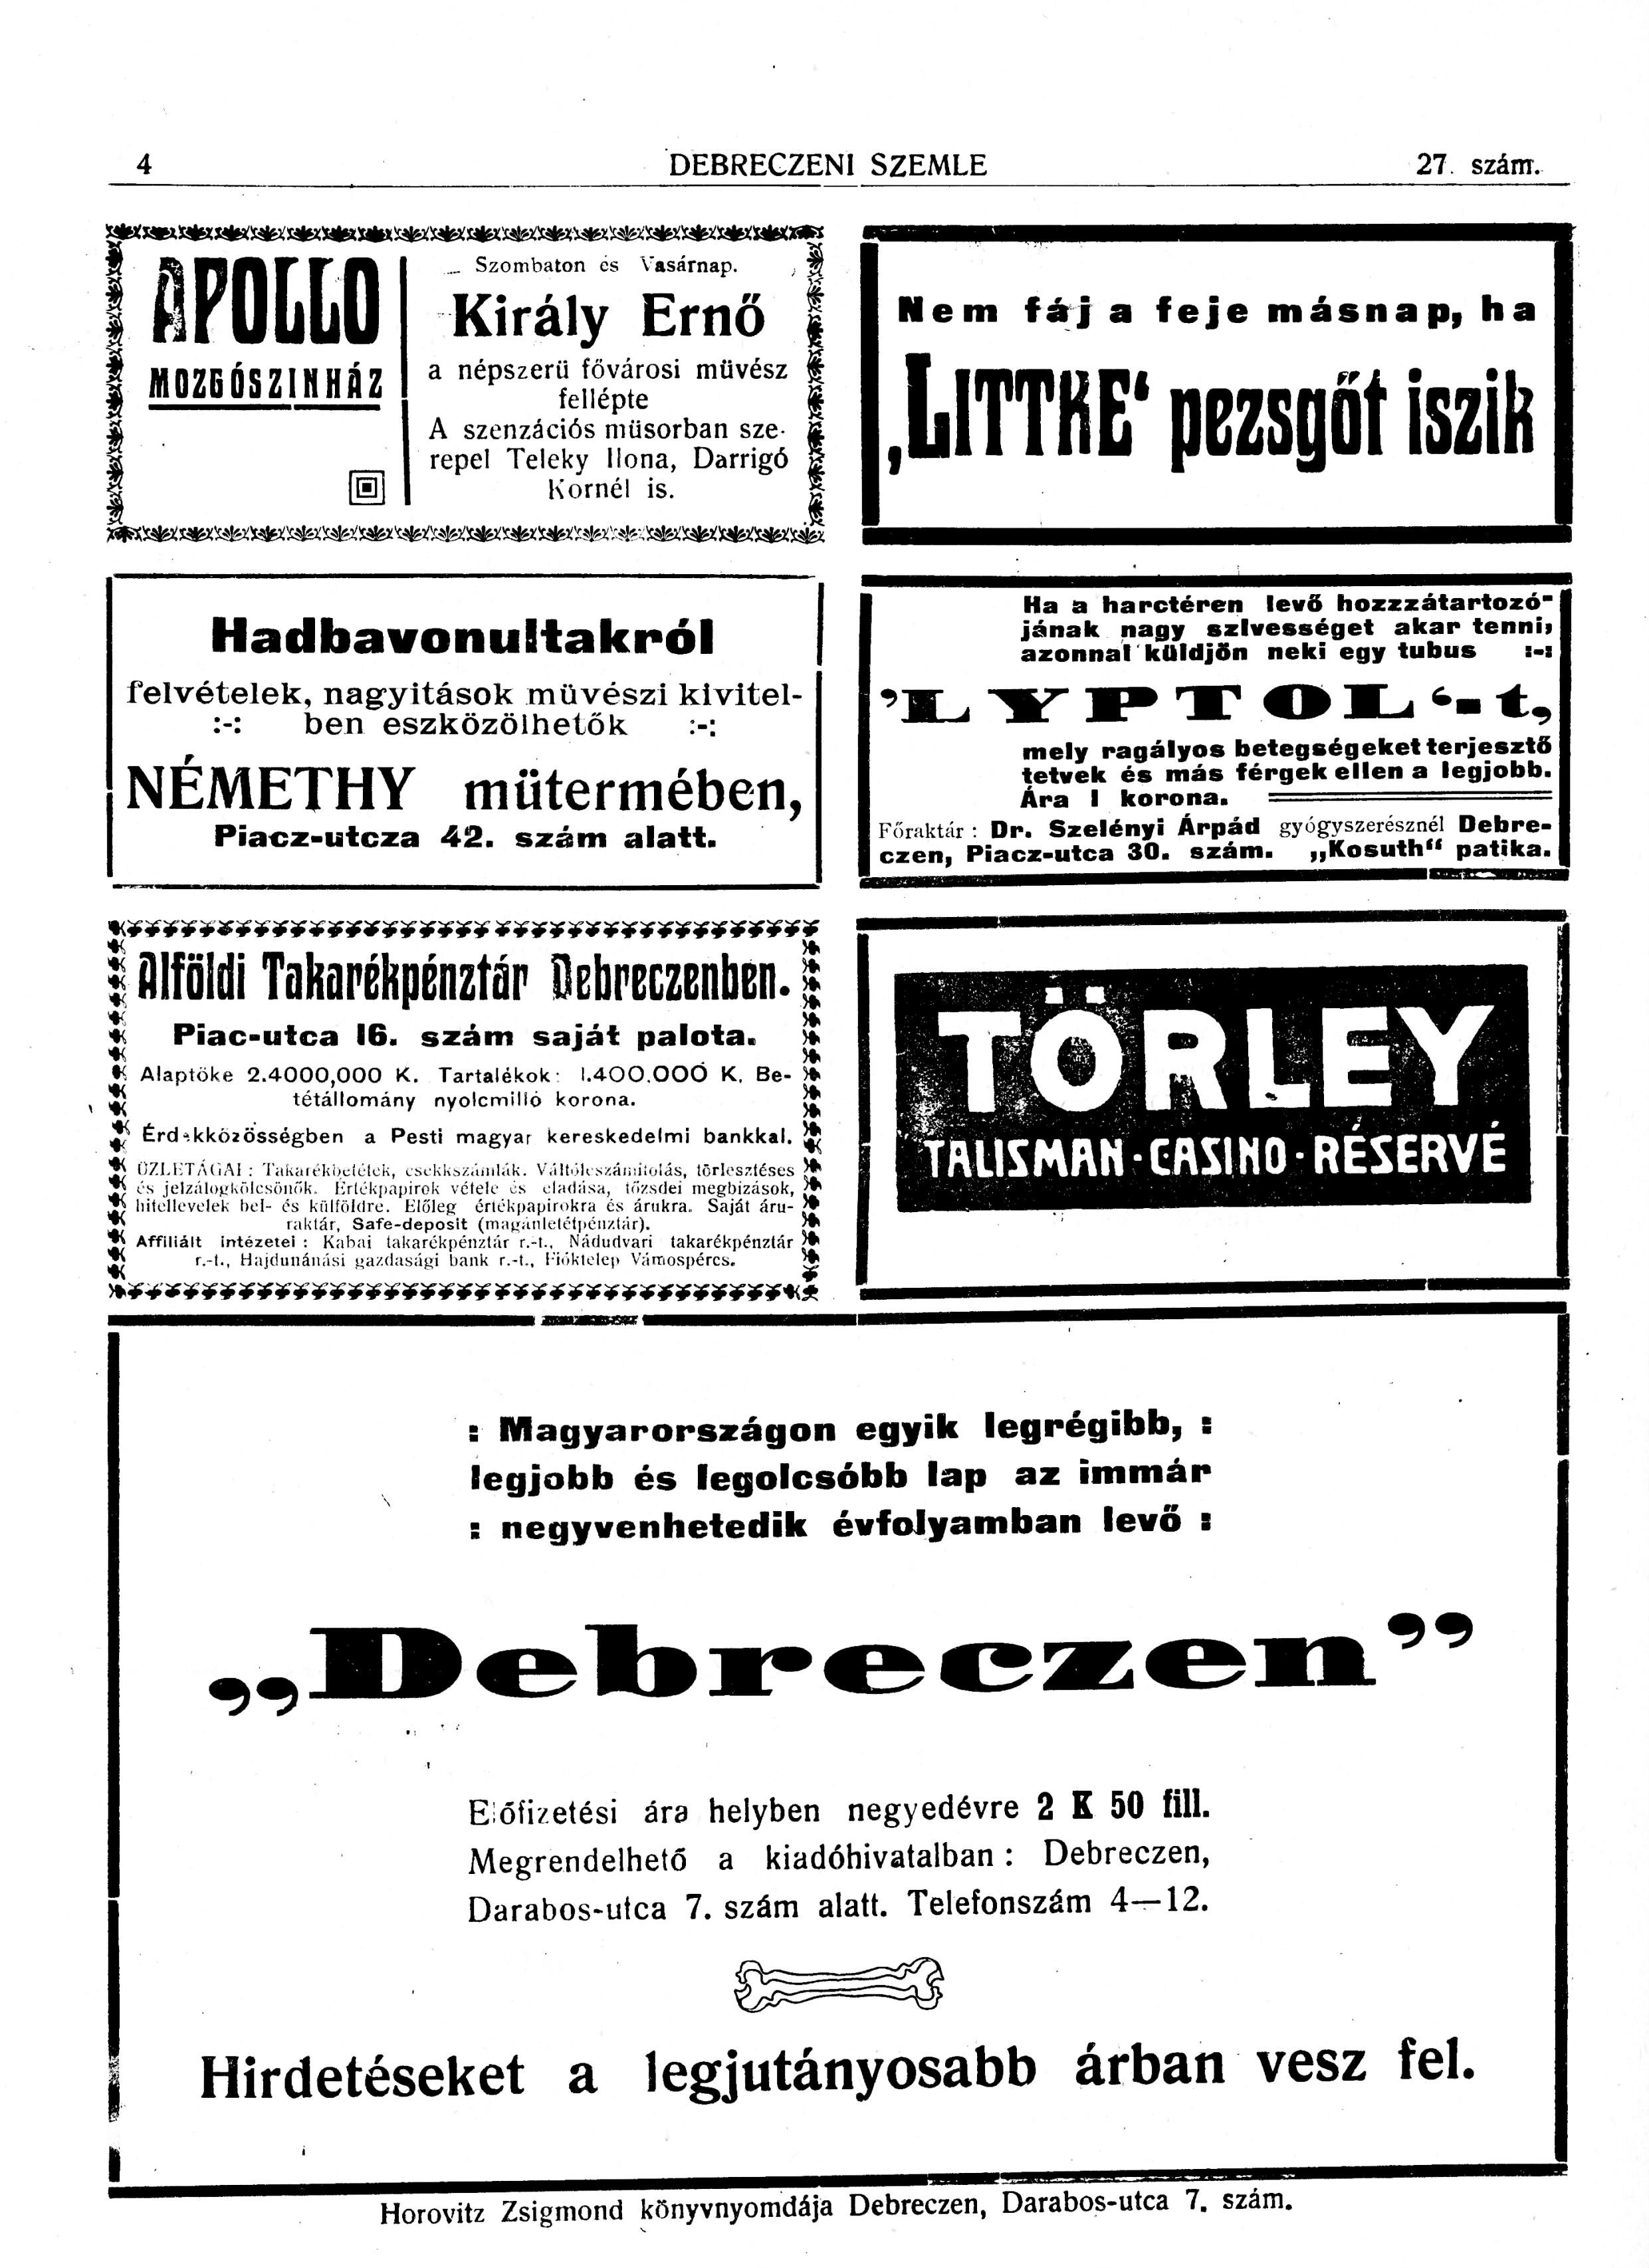 4
DEBRECZENI SZEMLE
27. szám.
APOLLO
MOZGÓSZINHÁZ
Szombaton és Vasárnap.
Király Ernő
a népszerü fővárosi müvész
fellépte
A szenzációs müsorban sze-
repel Teleky Ilona, Darrigó
Kornél is.
Nem fáj a feje másnap, ha
‚LITTKE‘ pezsgőt iszik
Hadbavonultakról
felvételek, nagyitások müvészi kivitel-
:-: ben eszközölhetők :-:
NÉMETHY mütermében,
Piacz-utcza 42. szám alatt.
Ha a harctéren levő hozzzátartozó-
jának nagy szivességet akar tenni,
azonnal küldjön neki egy tubus :-:
’LYPTOL‘-t,
mely ragályos betegségeket terjesztő
tetvek és más férgek ellen a legjobb.
Ára I korona.
Főraktár : Dr. Szelényi Árpád gyógyszerésznél Debre-
czen, Piacz-utca 30. szám. „Kosuth“ patika.
Alföldi Takarékpénztár Debreczenben.
Piac-utca 16. szám saját palota.
Alaptöke 2.4000,000 K. Tartalékok: 1.400.000 K. Be-
tétállomány nyolcmillió korona.
Érdekközösségben a Pesti magyar kereskedelmi bankkal.
ÜZLETÁGAI : Takarékbetétek, csekkszámlák. Váltóleszámitolás, törlesztéses
és jelzálogkölcsönök. Értékpapirok vétele és eladása, tőzsdei megbizások,
hitellevelek bel- és külföldre. Előleg értékpapirokra és árukra. Saját áru-
raktár, Safe-deposit (magánletétpénztár).
Affiliált intézetei : Kabai takarékpénztár r.-t., Nádudvari takarékpénztár
r.-t., Hajdunánási gazdasági bank r.-t., Fióktelep Vámospércs.
TÖRLEY
TALISMAN · CASINO · RÉSERVÉ
: Magyarországon egyik legrégibb, :
legjobb és legolcsóbb lap az immár
: negyvenhetedik évfolyamban levő :
„Debreczen”
Előfizetési ára helyben negyedévre 2 K 50 fill.
Megrendelhető a kiadóhivatalban : Debreczen,
Darabos-utca 7. szám alatt. Telefonszám 4—12.
Hirdetéseket a legjutányosabb árban vesz fel.
Horovitz Zsigmond könyvnyomdája Debreczen, Darabos-utca 7. szám.